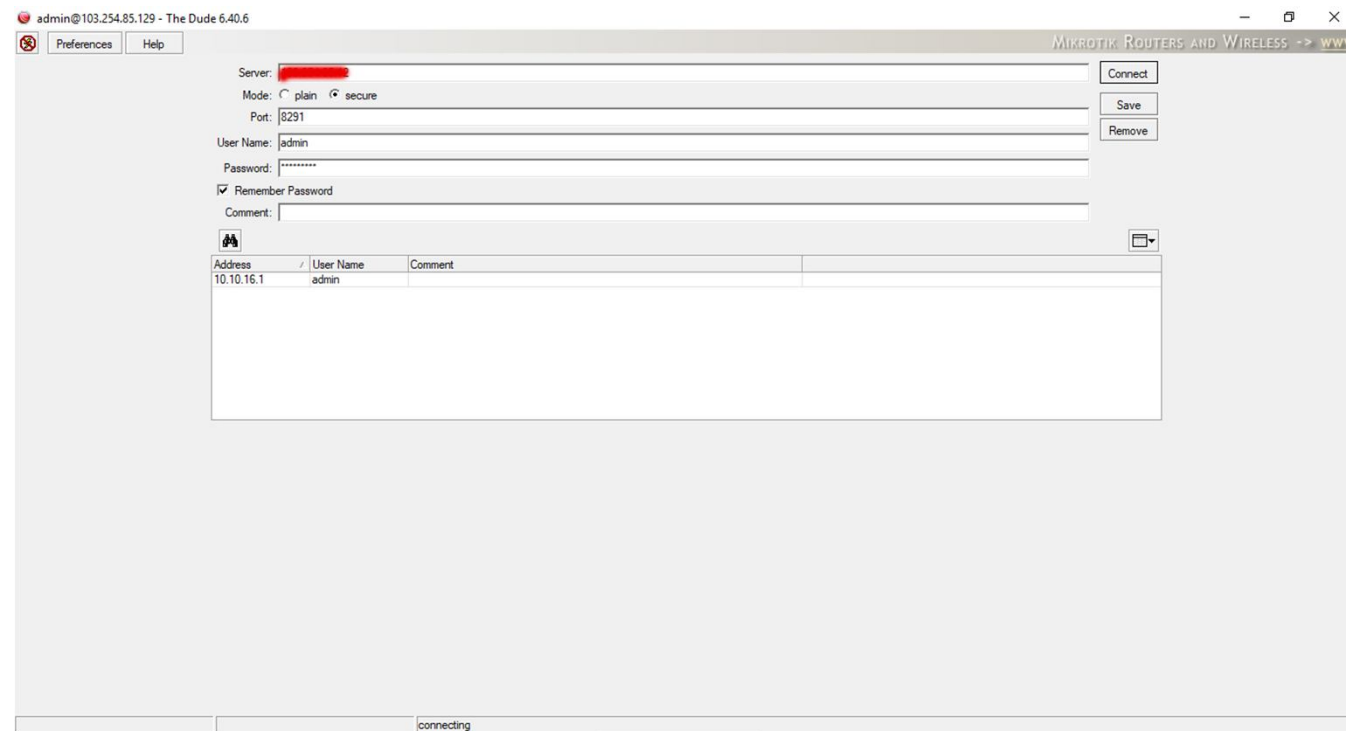 admin@103.254.85.129 - The Dude 6.40.6
Preferences Help MIKROTIK ROUTERS AND WIRELESS -> www
Server: Connect
Mode: plain secure
Save
Port: 8291
Remove
User Name: admin
Password: *********
Remember Password
Comment:
Address User Name Comment
10.10.16.1 admin
connecting